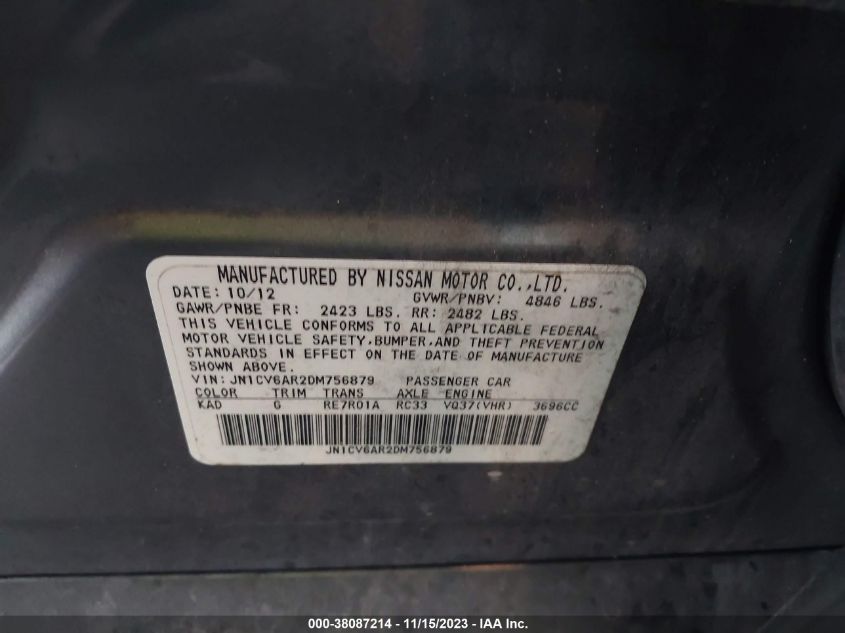 MANUFACTURED BY NISSAN MOTOR CO.,LTD.
DATE: 10/12 GVWR/PNBV: 4846 LBS.
GAWR/PNBE FR: 2423 LBS. RR: 2482 LBS.
THIS VEHICLE CONFORMS TO ALL APPLICABLE FEDERAL
MOTOR VEHICLE SAFETY,BUMPER,AND THEFT PREVENTION
STANDARDS IN EFFECT ON THE DATE OF MANUFACTURE
SHOWN ABOVE.
VIN: JN1CV6AR2DM756879 PASSENGER CAR
COLOR TRIM TRANS AXLE ENGINE
KAD G RE7R01A RC33 VQ37(VHR) 3696CC
JN1CV6AR2DM756879
000-38087214 - 11/15/2023 - © IAA, Inc.